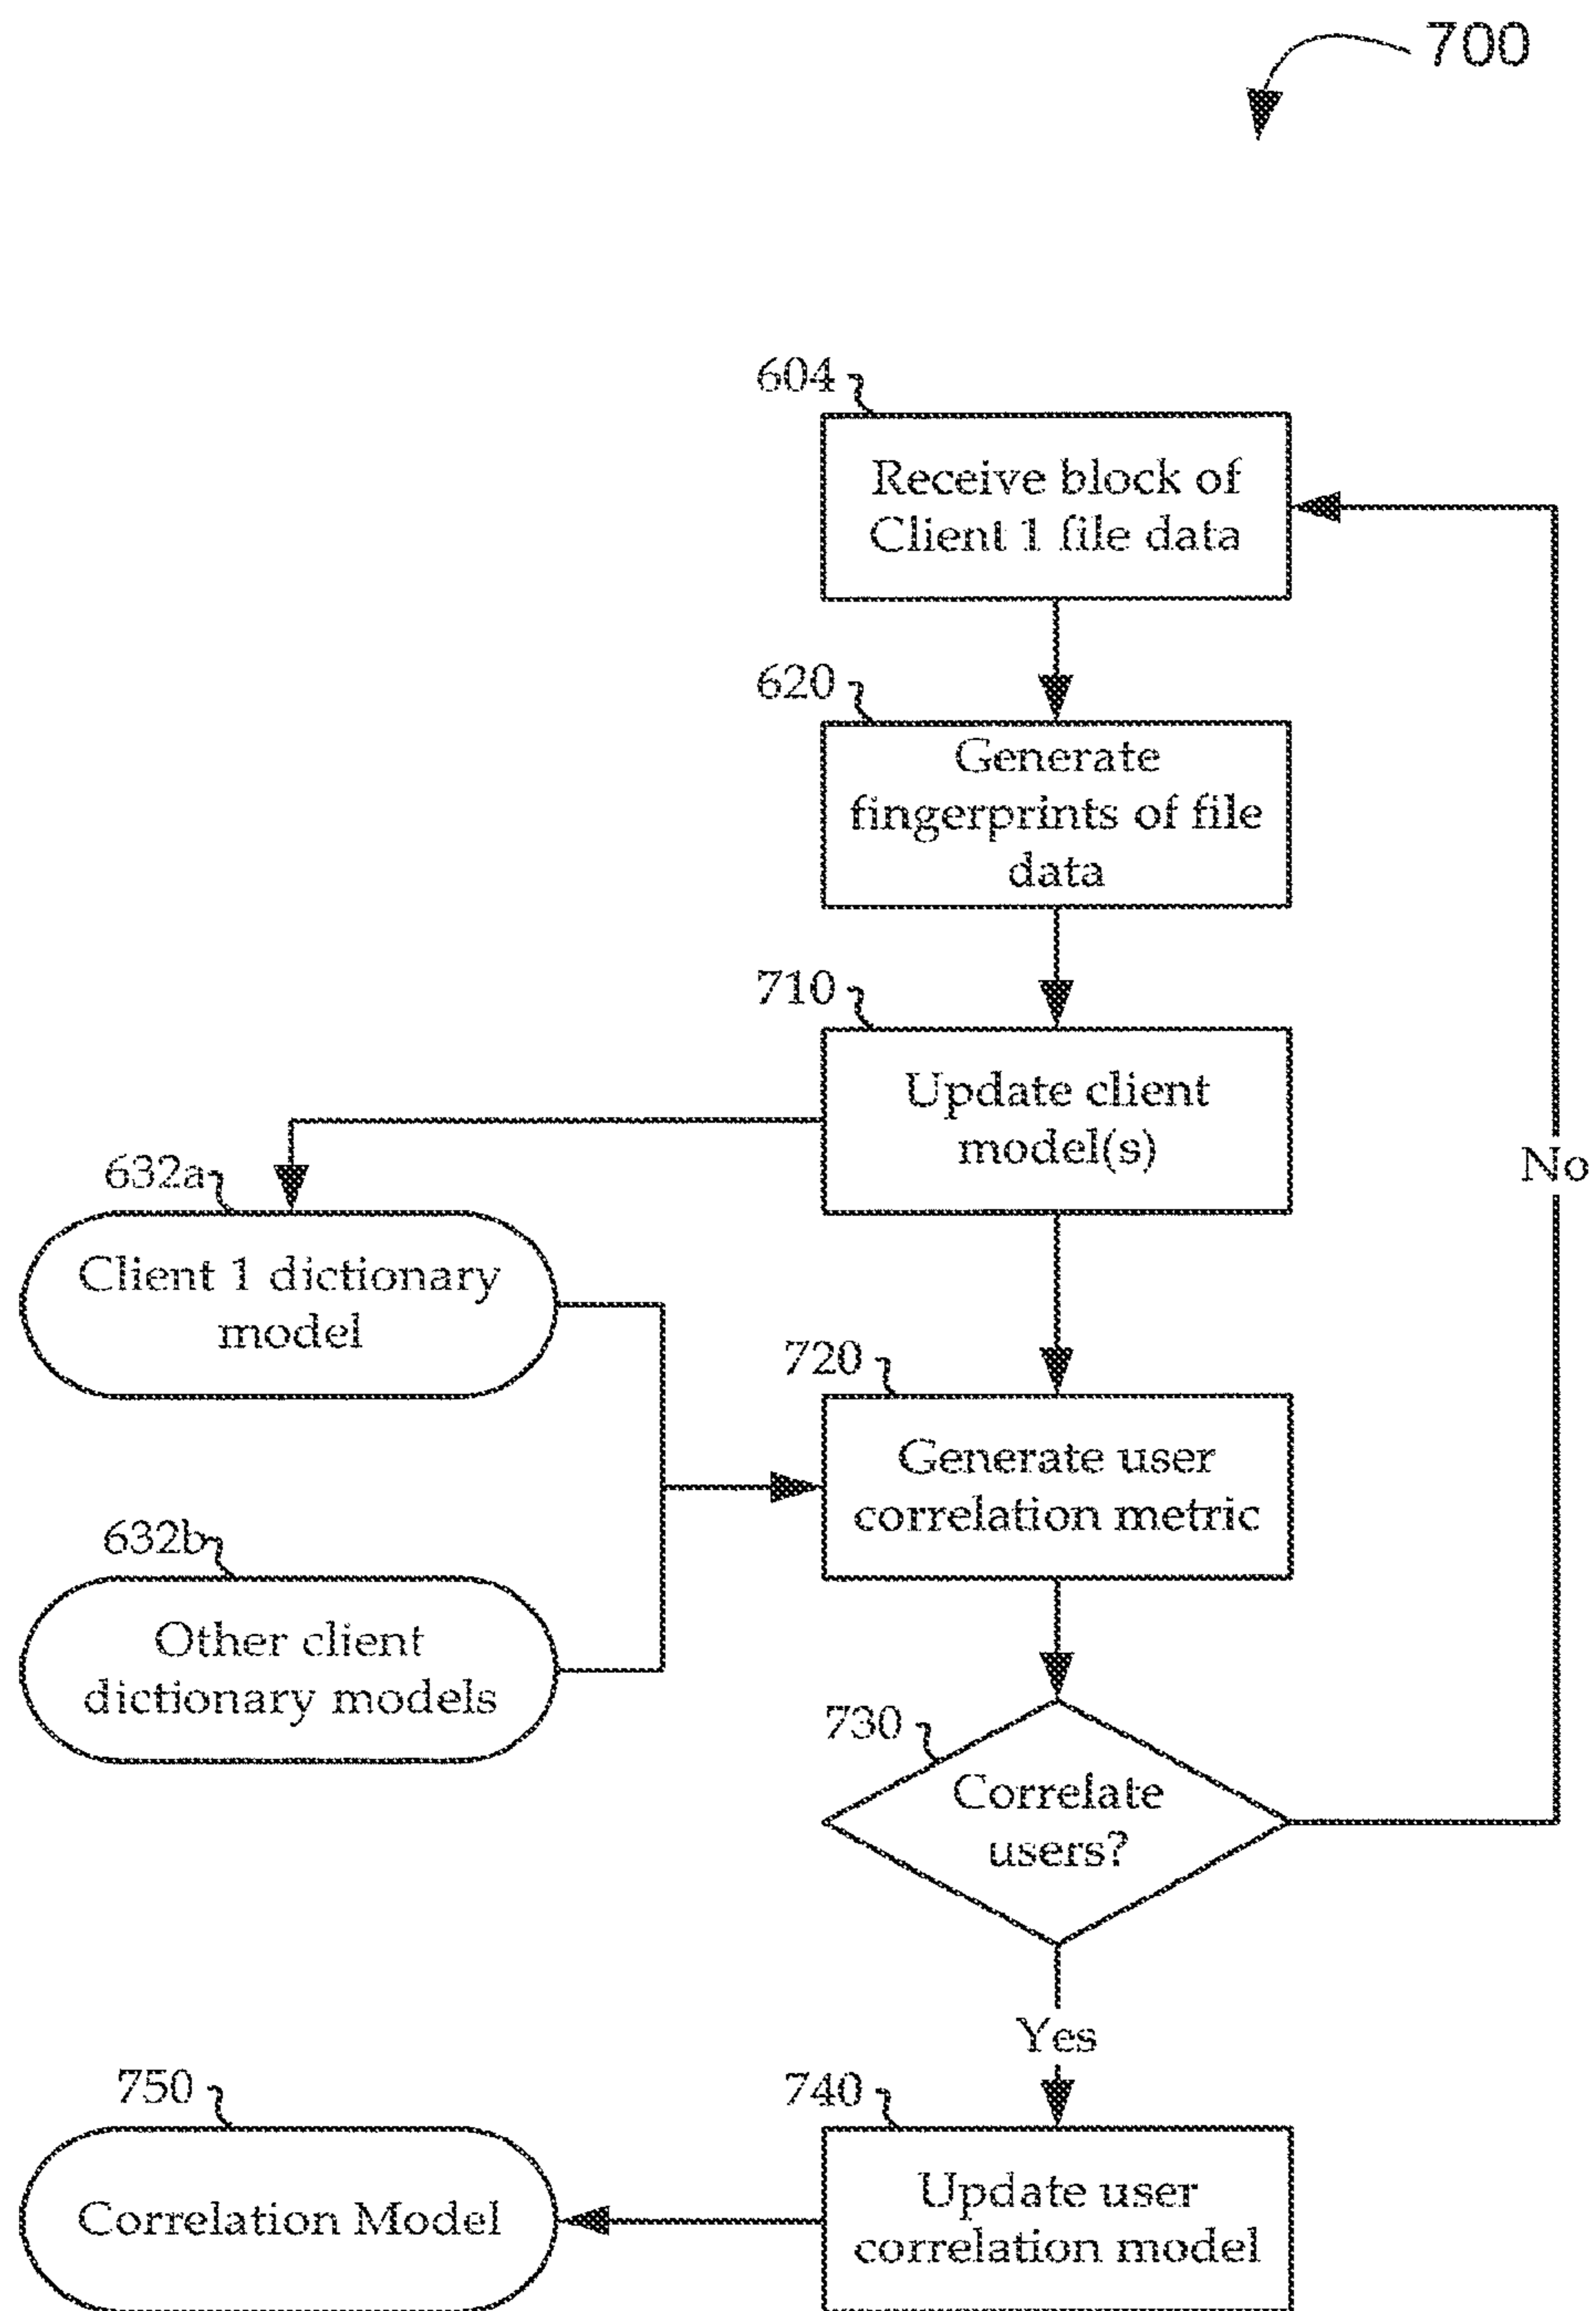 700
604
Receive block of
Client 1 file data
620
Generate
fingerprints of file
data
710
Update client
model(s)
No
632a
Client 1 dictionary
model
720
Generate user
correlation metric
632b
Other client
dictionary models
730
Correlate
users?
Yes
750
Correlation Model
740
Update user
correlation model